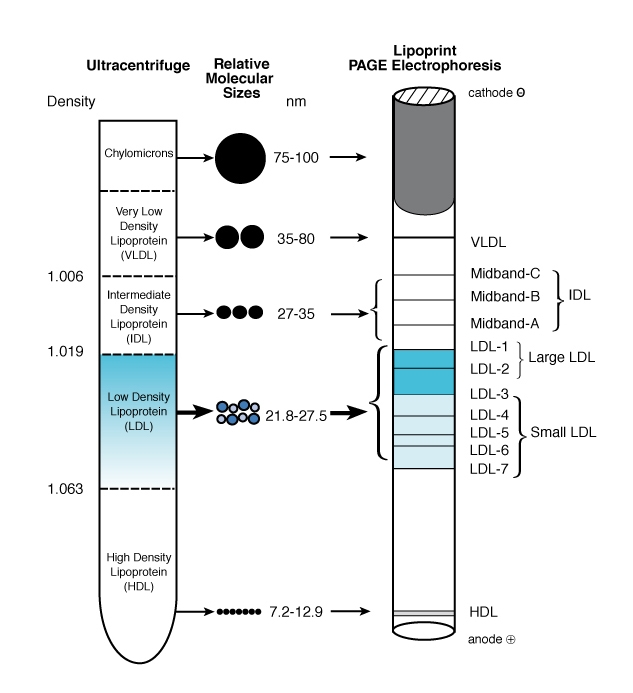 Lipoprint
PAGE Electrophoresis
Ultracentrifuge
Relative
Molecular
Sizes
Density
nm
cathode ⊖
Chylomicrons
75-100
Very Low
Density
Lipoprotein
(VLDL)
35-80
VLDL
1.006
Midband-C
Midband-B
Midband-A
IDL
Intermediate
Density
Lipoprotein
(IDL)
27-35
1.019
LDL-1
LDL-2
Large LDL
LDL-3
LDL-4
LDL-5
LDL-6
LDL-7
Small LDL
Low Density
Lipoprotein
(LDL)
21.8-27.5
1.063
High Density
Lipoprotein
(HDL)
7.2-12.9
HDL
anode ⊕